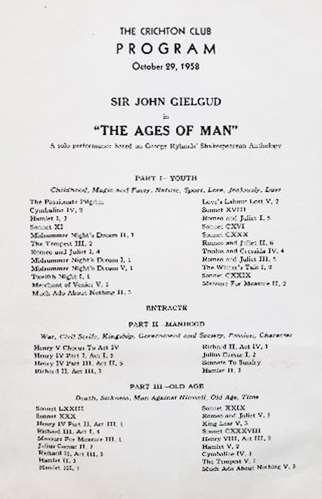 THE CRICHTON CLUB
PROGRAM
October 29, 1958
SIR JOHN GIELGUD
in
"THE AGES OF MAN"
A solo performance based on George Rylands' Shakespearean Anthology
PART I—YOUTH
Childhood, Magic and Faery, Nature, Sport, Love, Jealousy, Lust
The Passionate Pilgrim
Cymbeline IV, 2
Hamlet I, 1
Sonnet XI
Midsummer Night's Dream II, 1
The Tempest III, 2
Romeo and Juliet I, 4
Midsummer Night's Dream I, 1
Midsummer Night's Dream V, 1
Twelfth Night I, 1
Merchant of Venice V, 1
Much Ado About Nothing II, 3
Love's Labour Lost V, 2
Sonnet XVIII
Romeo and Juliet I, 5
Sonnet CXVI
Sonnet CXXX
Romeo and Juliet II, 6
Troilus and Cressida IV, 4
Romeo and Juliet III, 5
The Winter's Tale I, 2
Sonnet CXXIX
Measure For Measure II, 2
ENTRACTE
PART II—MANHOOD
War, Civil Strife, Kingship, Government and Society, Passion, Character
Henry V Chorus To Act IV
Henry IV Part I, Act I, 3
Henry IV Part III, Act II, 5
Richard II, Act III, 2
Richard II, Act IV, 1
Julius Caesar I, 2
Sonnets To Sundry
Hamlet II, 2
PART III—OLD AGE
Death, Sickness, Man Against Himself, Old Age, Time
Sonnet LXXIII
Sonnet XXX
Henry IV Part II, Act III, 1
Richard III, Act I, 4
Measure For Measure III, 1
Julius Caesar II, 2
Richard II, Act III, 3
Hamlet II, 2
Hamlet III, 1
Sonnet XXIX
Romeo and Juliet V, 3
King Lear V, 3
Sonnet CXXXVIII
Henry VIII, Act III, 2
Hamlet V, 2
Cymbeline IV,
The Tempest V, 1
Much Ado About Nothing V, 3